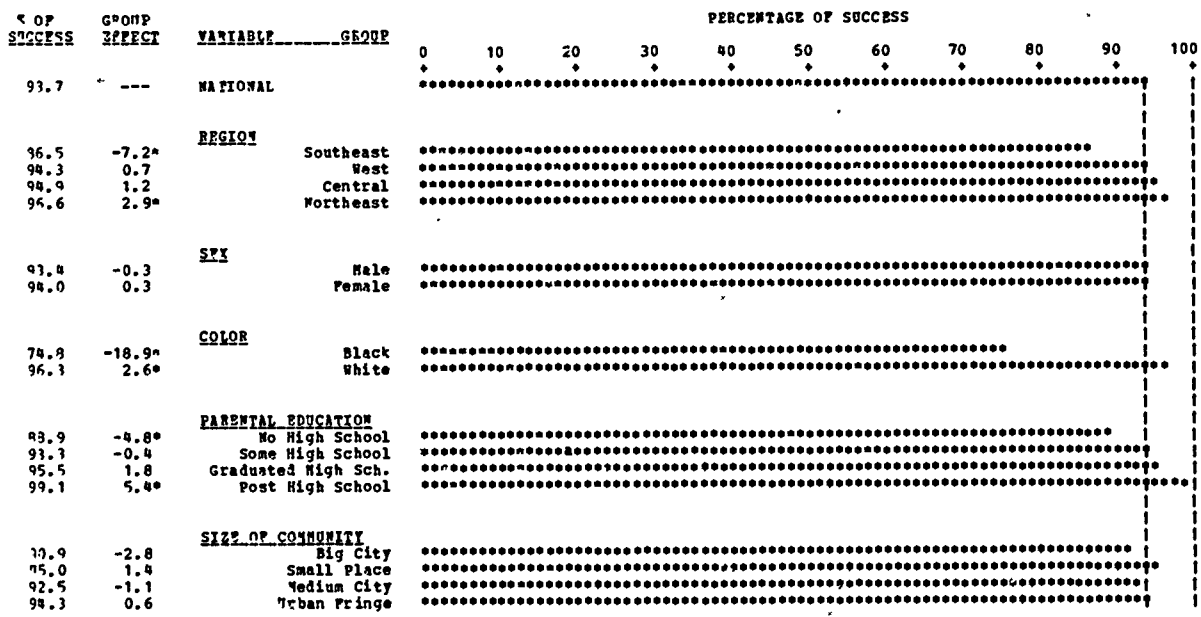 % OF GROUP PERCENTAGE OF SUCCESS
SUCCESS EFFECT VARIABLE GROUP
0 10 20 30 40 50 60 70 80 90 100
93.7 --- NATIONAL
REGION
86.5 -7.2* Southeast
94.3 0.7 West
94.9 1.2 Central
96.6 2.9* Northeast
SEX
93.4 -0.3 Male
94.0 0.3 Female
COLOR
74.8 -18.9* Black
96.3 2.6* White
PARENTAL EDUCATION
88.9 -4.8* No High School
93.3 -0.4 Some High School
95.5 1.8 Graduated High Sch.
99.1 5.4* Post High School
SIZE OF COMMUNITY
90.9 -2.8 Big City
95.0 1.4 Small Place
92.5 -1.1 Medium City
94.3 0.6 Urban Fringe